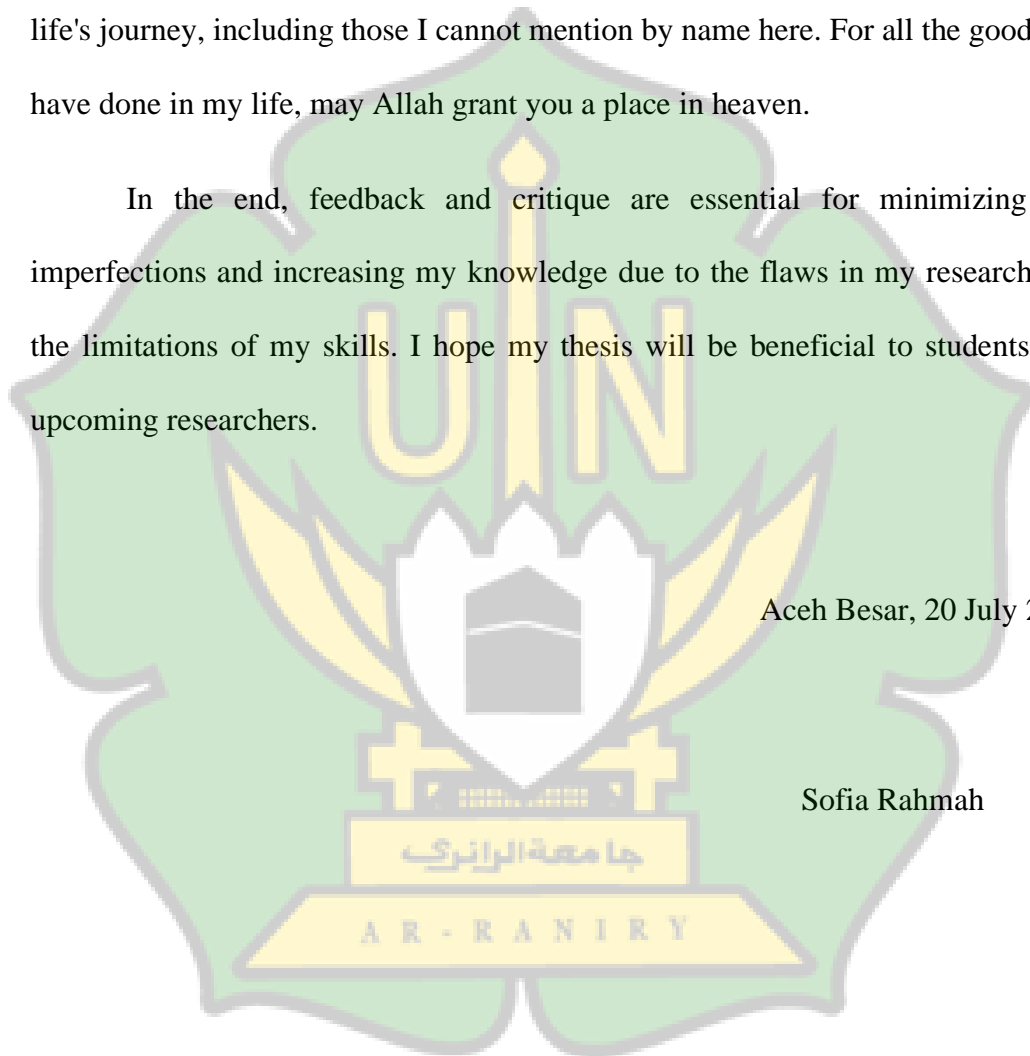 life's journey, including those I cannot mention by name here. For all the good
have done in my life, may Allah grant you a place in heaven.
In the end, feedback and critique are essential for minimizing
imperfections and increasing my knowledge due to the flaws in my research
the limitations of my skills. I hope my thesis will be beneficial to students
upcoming researchers.
UIN
Aceh Besar, 20 July 2
Sofia Rahmah
جامعة الرانري
AR-RANIRY